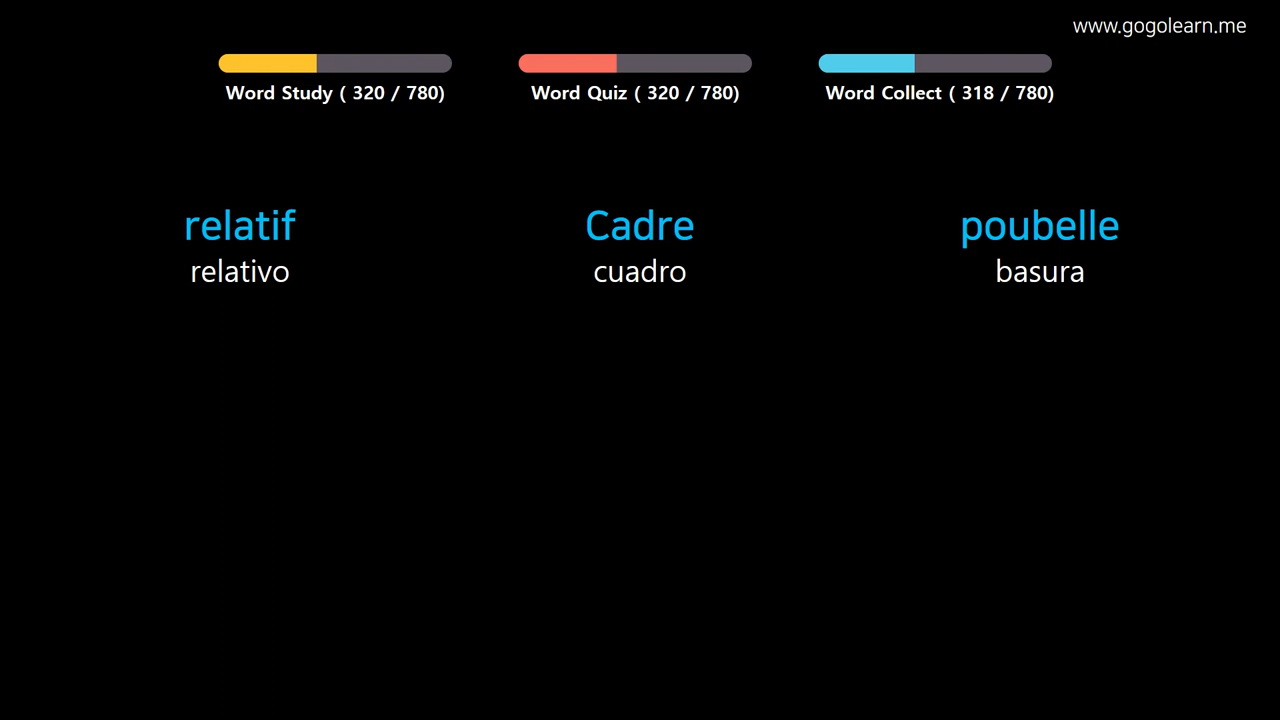 www.gogolearn.me
Word Study ( 320 / 780) Word Quiz ( 320 / 780) Word Collect ( 318 / 780)
relatif Cadre poubelle
relativo cuadro basura